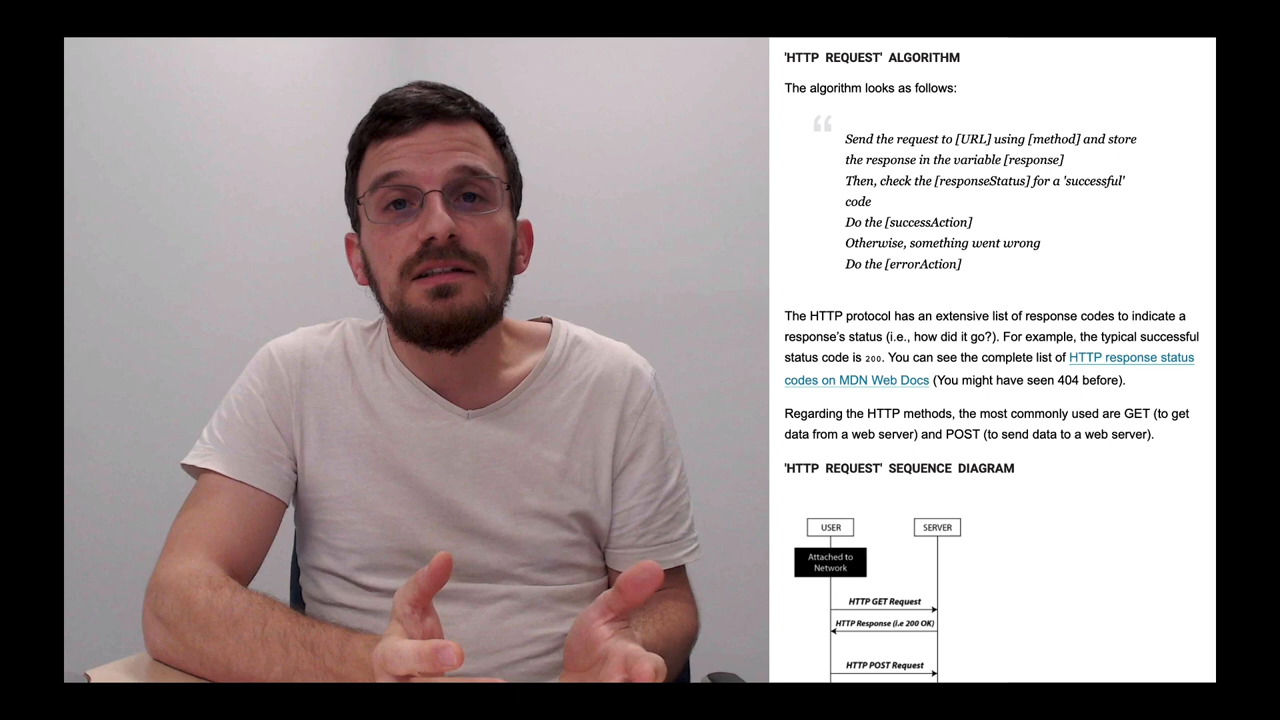 'HTTP REQUEST' ALGORITHM
The algorithm looks as follows:
“
Send the request to [URL] using [method] and store
the response in the variable [response]
Then, check the [responseStatus] for a 'successful'
code
Do the [successAction]
Otherwise, something went wrong
Do the [errorAction]
The HTTP protocol has an extensive list of response codes to indicate a
response’s status (i.e., how did it go?). For example, the typical successful
status code is 200. You can see the complete list of HTTP response status
codes on MDN Web Docs (You might have seen 404 before).
Regarding the HTTP methods, the most commonly used are GET (to get
data from a web server) and POST (to send data to a web server).
'HTTP REQUEST' SEQUENCE DIAGRAM
USER SERVER
Attached to
Network
HTTP GET Request
HTTP Response (i.e 200 OK)
HTTP POST Request